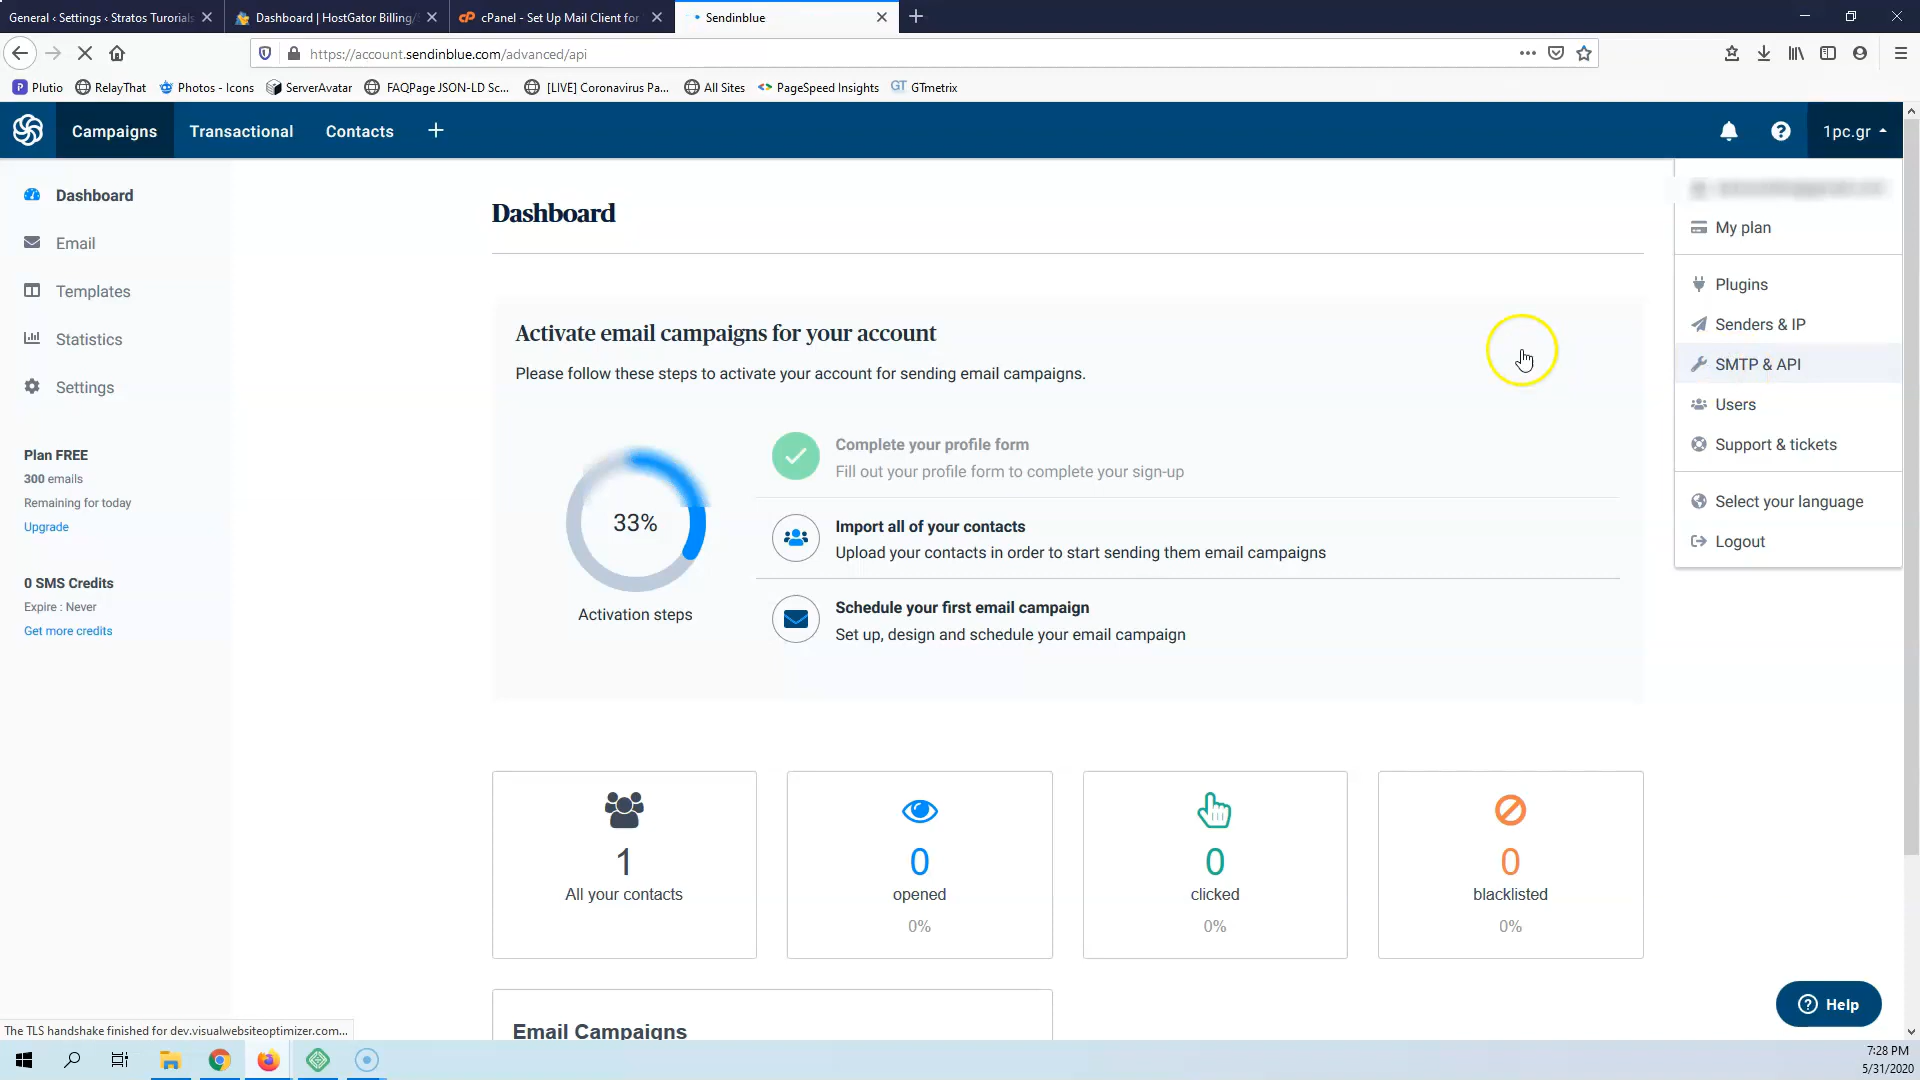 General ‹ Settings ‹ Stratos Turorials
Dashboard | HostGator Billing/
cPanel - Set Up Mail Client for
Sendinblue
https://account.sendinblue.com/advanced/api
Plutio
RelayThat
Photos - Icons
ServerAvatar
FAQPage JSON-LD Sc...
[LIVE] Coronavirus Pa...
All Sites
PageSpeed Insights
GTmetrix
Campaigns
Transactional
Contacts
1pc.gr
Dashboard
Email
Templates
Statistics
Settings
Plan FREE
300 emails
Remaining for today
Upgrade
0 SMS Credits
Expire : Never
Get more credits
Dashboard
Activate email campaigns for your account
Please follow these steps to activate your account for sending email campaigns.
33%
Activation steps
Complete your profile form
Fill out your profile form to complete your sign-up
Import all of your contacts
Upload your contacts in order to start sending them email campaigns
Schedule your first email campaign
Set up, design and schedule your email campaign
1
All your contacts
0
opened
0%
0
clicked
0%
0
blacklisted
0%
Email Campaigns
My plan
Plugins
Senders & IP
SMTP & API
Users
Support & tickets
Select your language
Logout
Help
The TLS handshake finished for dev.visualwebsiteoptimizer.com...
7:28 PM
5/31/2020